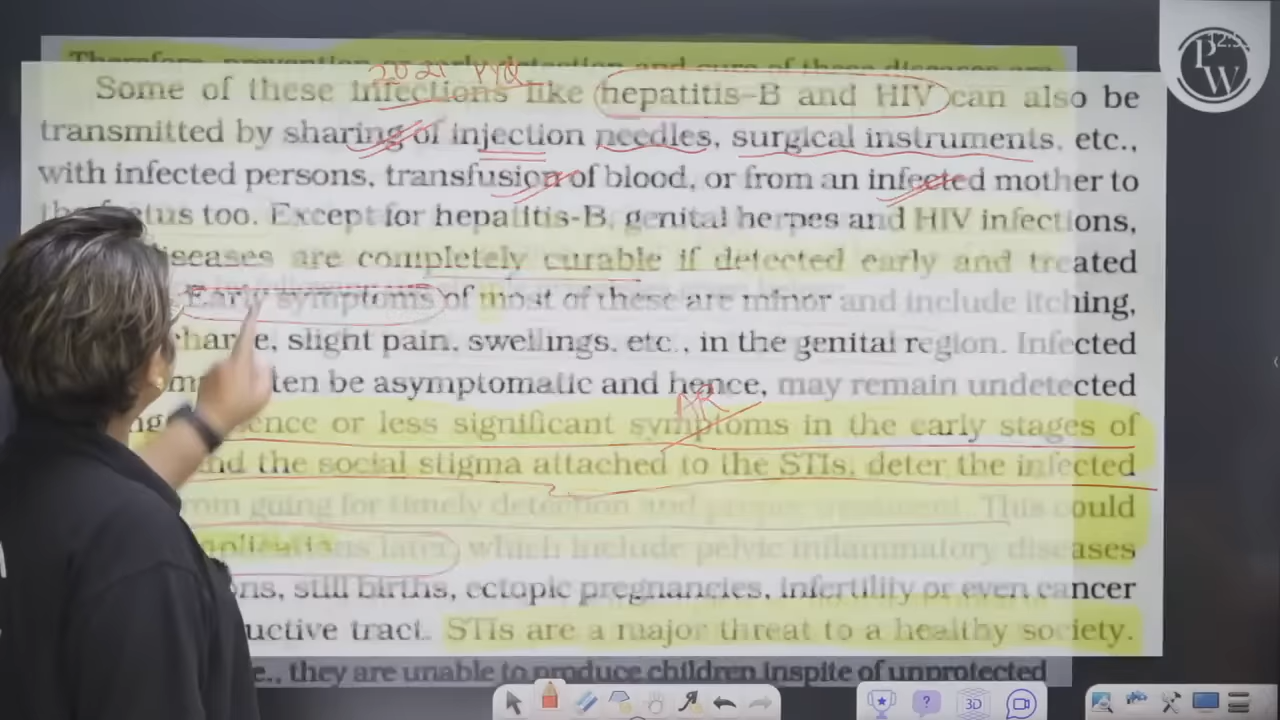 Therefore, prevention, early detection and cure of these diseases are
2021 PYQ
Some of these infections like hepatitis–B and HIV can also be
transmitted by sharing of injection needles, surgical instruments, etc.,
with infected persons, transfusion of blood, or from an infected mother to
the foetus too. Except for hepatitis-B, genital herpes and HIV infections,
diseases are completely curable if detected early and treated
Early symptoms of most of these are minor and include itching,
slight pain, swellings, etc., in the genital region. Infected
be asymptomatic and hence, may remain undetected
AR
or less significant symptoms in the early stages of
and the social stigma attached to the STIs, deter the infected
from going for timely detection and proper treatment. This could
complications later, which include pelvic inflammatory diseases
still births, ectopic pregnancies, infertility or even cancer
tract. STIs are a major threat to a healthy society.
they are unable to produce children inspite of unprotected
PW
3D